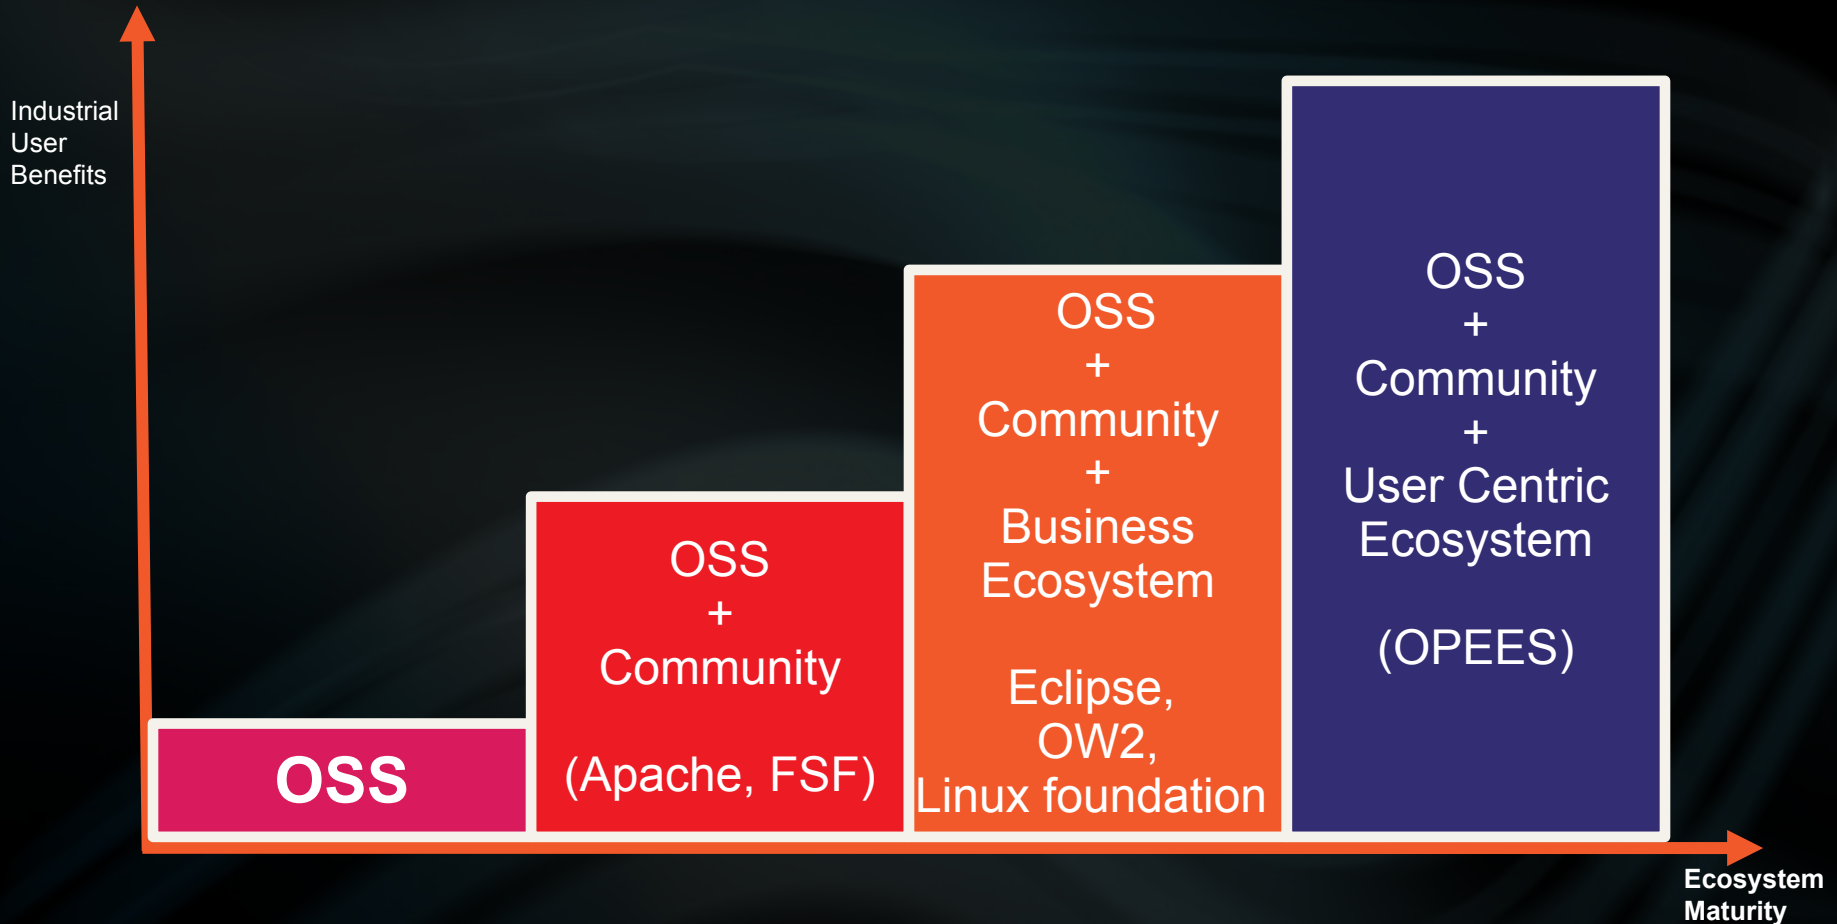 Industrial
User
Benefits
OSS
OSS
+
Community
(Apache, FSF)
OSS
+
Community
+
Business
Ecosystem
Eclipse,
OW2,
Linux foundation
OSS
+
Community
+
User Centric
Ecosystem
(OPEES)
Ecosystem
Maturity